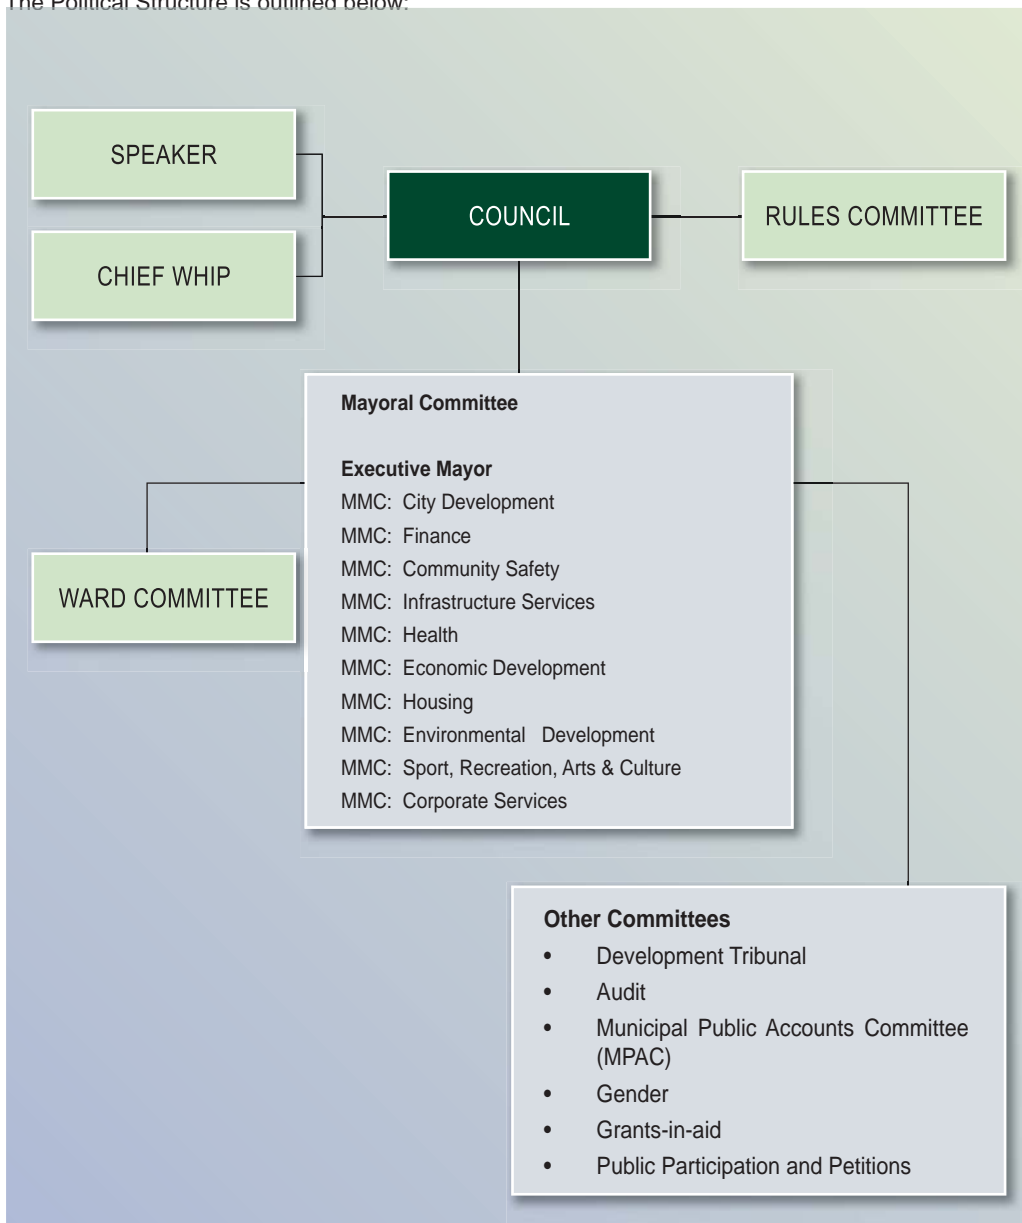 The Political Structure is outlined below:
SPEAKER
CHIEF WHIP
COUNCIL
RULES COMMITTEE
Mayoral Committee
Executive Mayor
MMC: City Development
MMC: Finance
MMC: Community Safety
MMC: Infrastructure Services
MMC: Health
MMC: Economic Development
MMC: Housing
MMC: Environmental Development
MMC: Sport, Recreation, Arts & Culture
MMC: Corporate Services
WARD COMMITTEE
Other Committees
• Development Tribunal
• Audit
• Municipal Public Accounts Committee
(MPAC)
• Gender
• Grants-in-aid
• Public Participation and Petitions